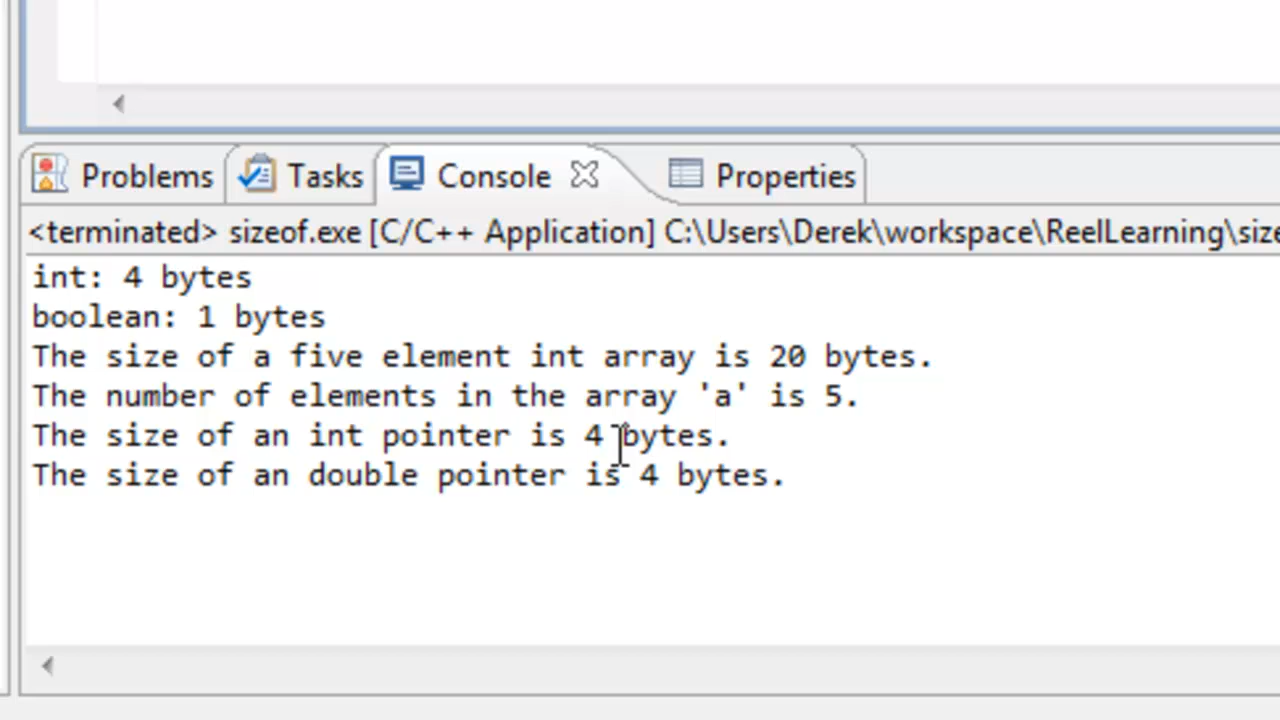 Problems Tasks Console Properties
<terminated> sizeof.exe [C/C++ Application] C:\Users\Derek\workspace\ReelLearning\size
int: 4 bytes
boolean: 1 bytes
The size of a five element int array is 20 bytes.
The number of elements in the array 'a' is 5.
The size of an int pointer is 4 bytes.
The size of an double pointer is 4 bytes.